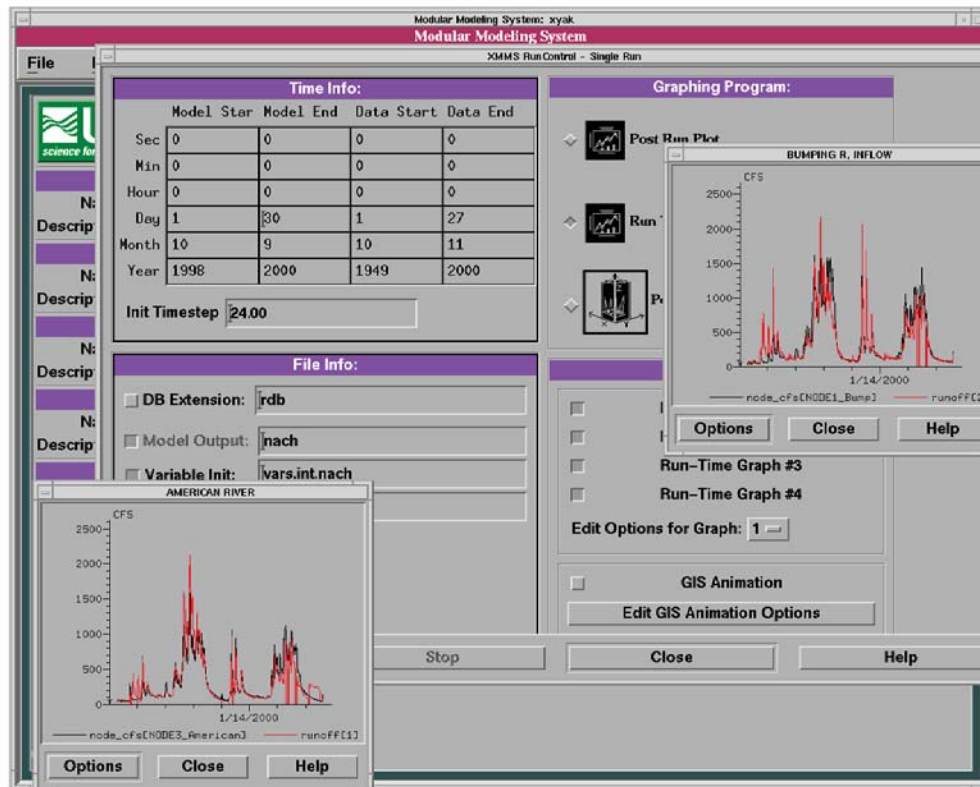 Modular Modeling System: xyak
Modular Modeling System
XMMS RunControl - Single Run
File
science for
Descrip
Descrip
Descrip
Descrip
Time Info:
Model Star Model End Data Start Data End
Sec 0 0 0 0
Min 0 0 0 0
Hour 0 0 0 0
Day 1 30 1 27
Month 10 9 10 11
Year 1998 2000 1949 2000
Init Timestep 24.00
File Info:
DB Extension: rdb
Model Output: nach
Variable Init: vars.int.nach
Graphing Program:
Post Run Plot
Run
BUMPING R, INFLOW
CFS
2500
2000
1500
1000
500
0
1/14/2000
node_cfs[NODE1_Bump] runoff[2
Options Close Help
Run-Time Graph #3
Run-Time Graph #4
Edit Options for Graph: 1
GIS Animation
Edit GIS Animation Options
Stop Close Help
AMERICAN RIVER
CFS
2500
2000
1500
1000
500
0
1/14/2000
node_cfs[NODE3_American] runoff[1]
Options Close Help